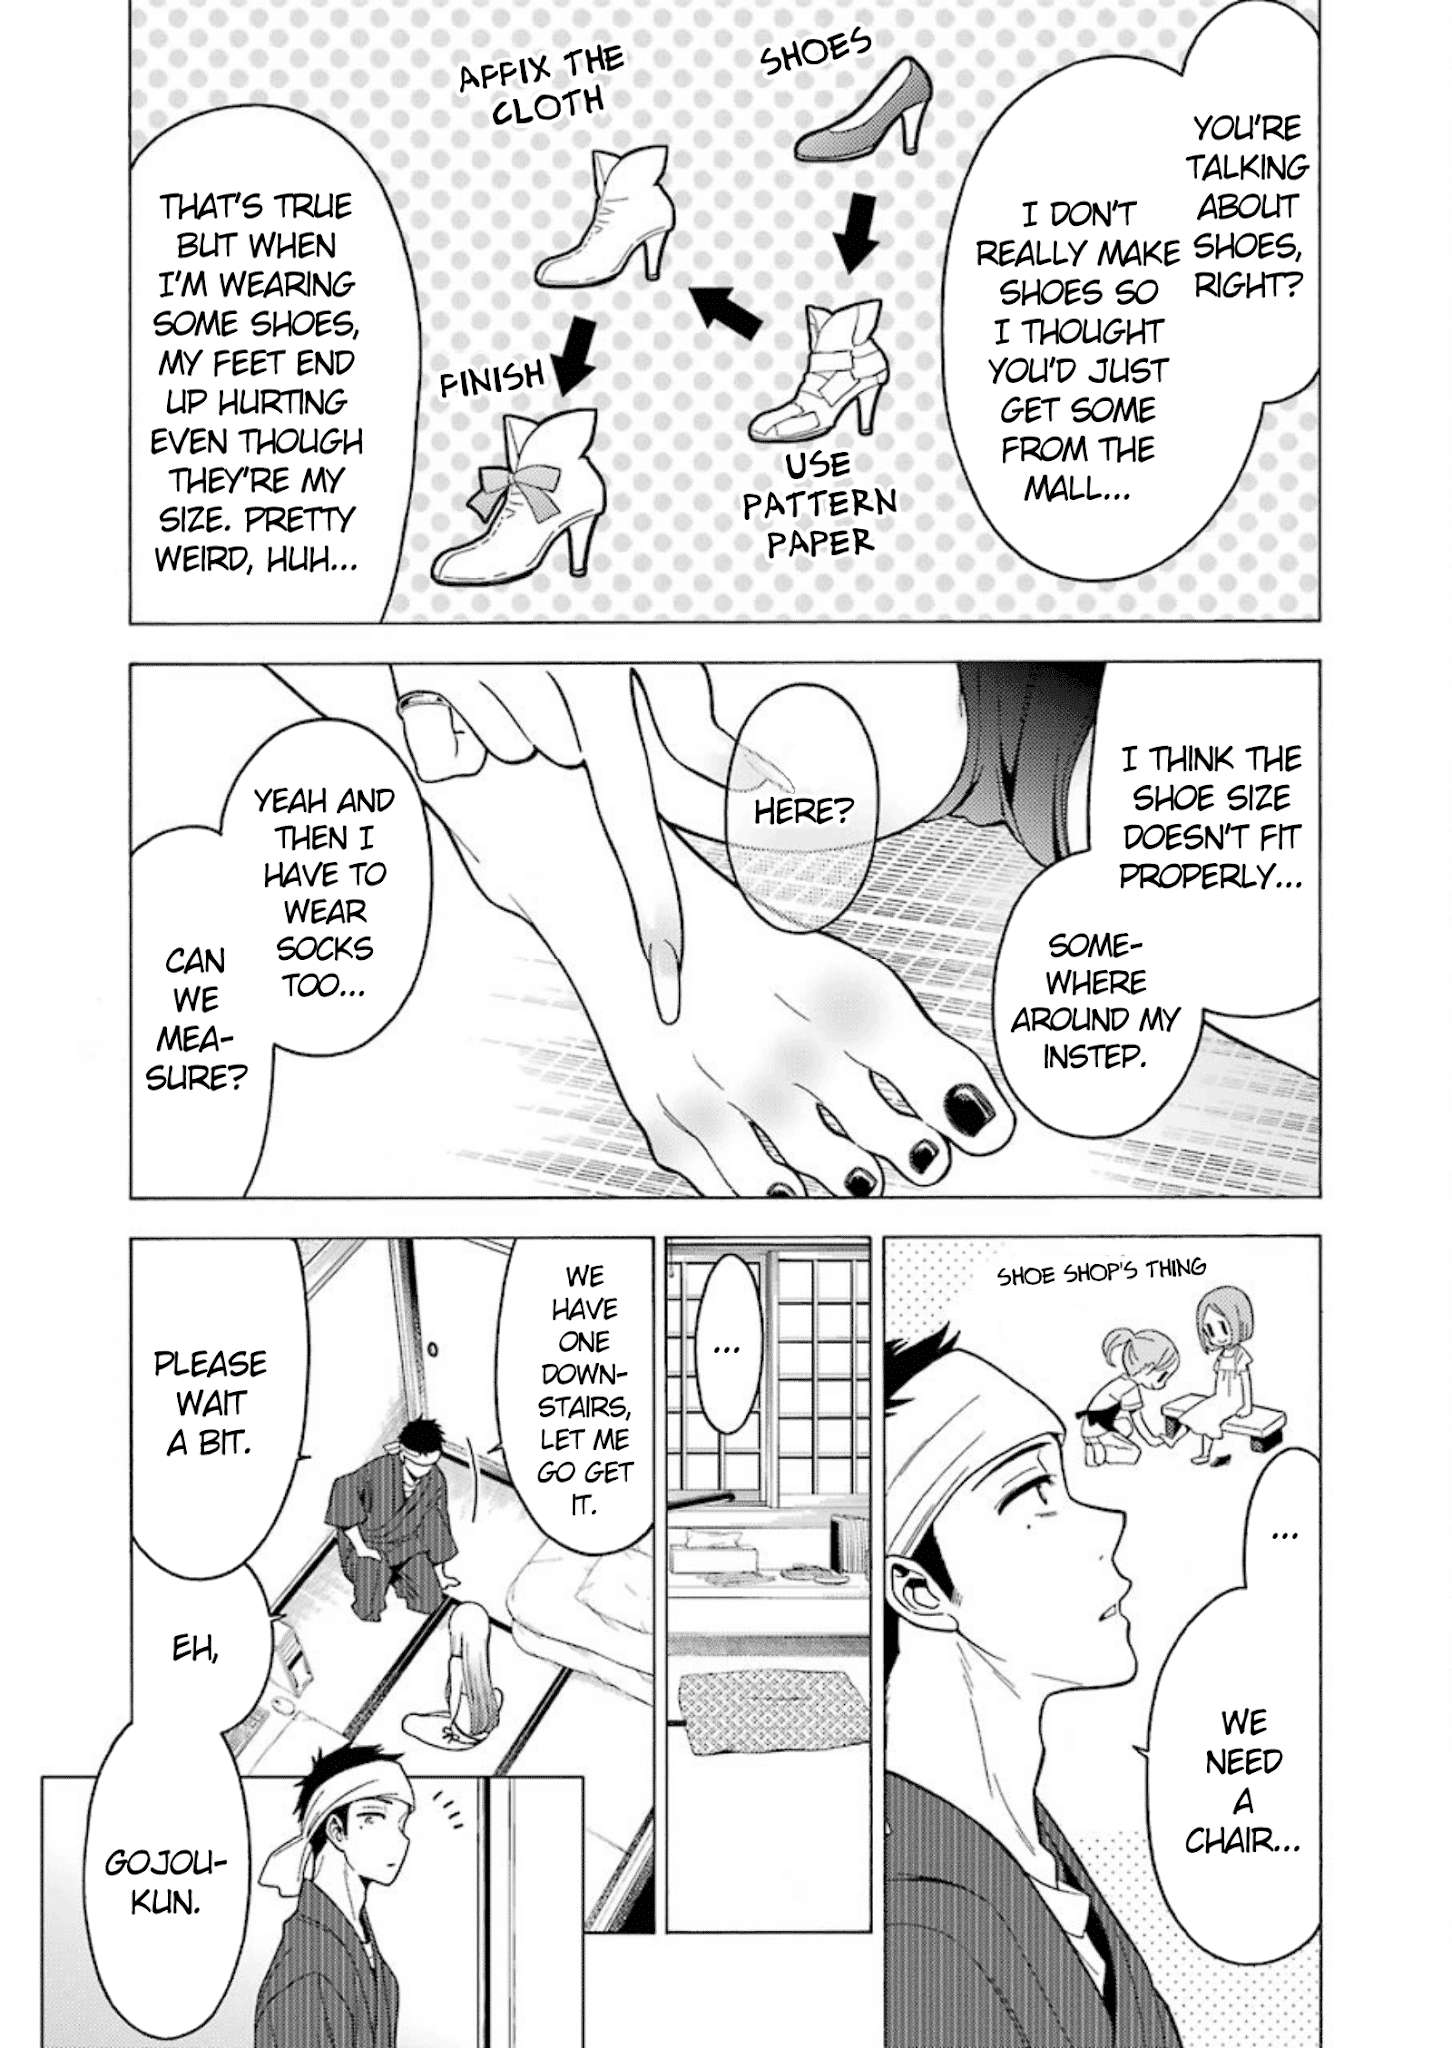 YOU'RE
TALKING
ABOUT
SHOES,
RIGHT?
I DON'T
REALLY MAKE
SHOES SO
I THOUGHT
YOU'D JUST
GET SOME
FROM THE
MALL...
SHOES
USE
PATTERN
PAPER
AFFIX THE
CLOTH
FINISH
THAT'S TRUE
BUT WHEN
I'M WEARING
SOME SHOES,
MY FEET END
UP HURTING
EVEN THOUGH
THEY'RE MY
SIZE. PRETTY
WEIRD, HUH...
I THINK THE
SHOE SIZE
DOESN'T FIT
PROPERLY...
SOME-
WHERE
AROUND MY
INSTEP.
HERE?
YEAH AND
THEN I
HAVE TO
WEAR
SOCKS
TOO...
CAN
WE
MEA-
SURE?
SHOE SHOP'S THING
...
WE
NEED
A
CHAIR...
...
WE
HAVE
ONE
DOWN-
STAIRS,
LET ME
GO GET
IT.
PLEASE
WAIT
A BIT.
EH,
GOJOU-
KUN.